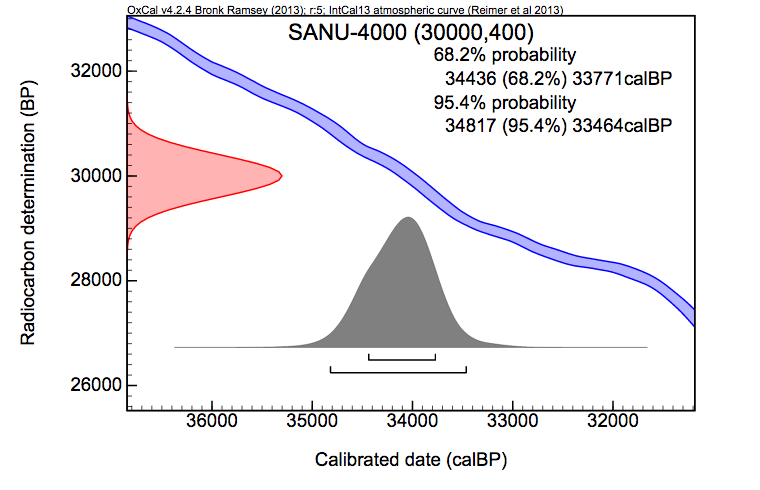 OxCal v4.2.4 Bronk Ramsey (2013); r:5; IntCal13 atmospheric curve (Reimer et al 2013)
SANU-4000 (30000,400)
68.2% probability
34436 (68.2%) 33771calBP
95.4% probability
34817 (95.4%) 33464calBP
Radiocarbon determination (BP)
32000
30000
28000
26000
36000 35000 34000 33000 32000
Calibrated date (calBP)